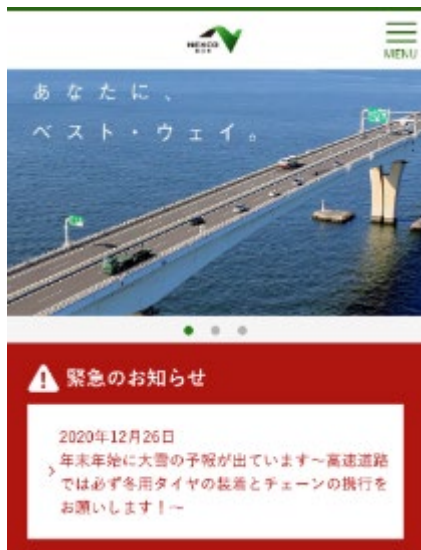 NEXCO
MENU
あなたに、
ベスト・ウェイ。
緊急のお知らせ
2020年12月26日
年末年始に大雪の予報が出ています～高速道路
では必ず冬用タイヤの装着とチェーンの携行を
お願いします！～